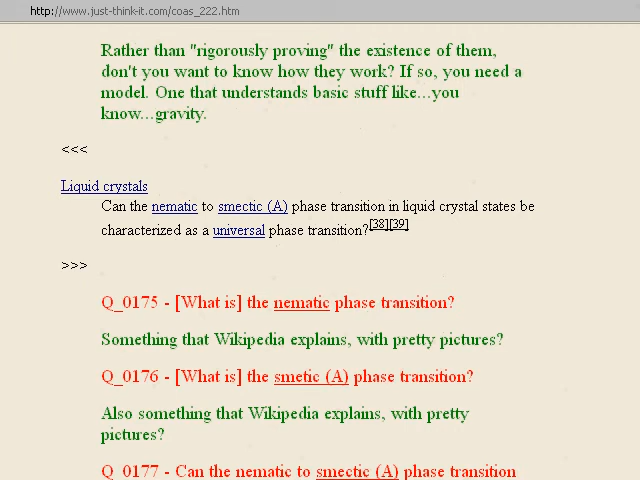 http://www.just-think-it.com/coas_222.htm
Rather than "rigorously proving" the existence of them,
don't you want to know how they work? If so, you need a
model. One that understands basic stuff like...you
know...gravity.
<<<
Liquid crystals
Can the nematic to smectic (A) phase transition in liquid crystal states be
characterized as a universal phase transition?[38][39]
>>>
Q_0175 - [What is] the nematic phase transition?
Something that Wikipedia explains, with pretty pictures?
Q_0176 - [What is] the smetic (A) phase transition?
Also something that Wikipedia explains, with pretty
pictures?
Q_0177 - Can the nematic to smectic (A) phase transition